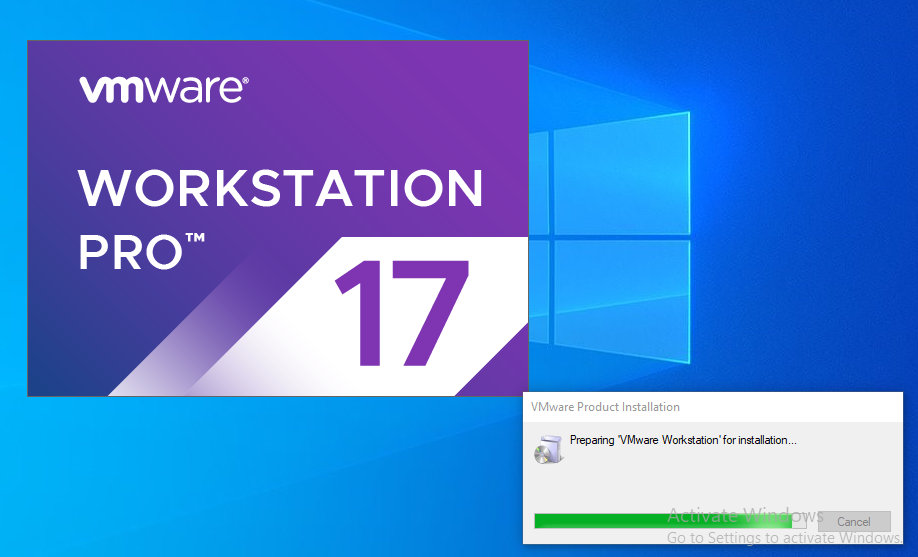 vmware®
WORKSTATION
PRO™
17
VMware Product Installation
Preparing 'VMware Workstation' for installation...
Activate Windows
Go to Settings to activate Windows.
Cancel